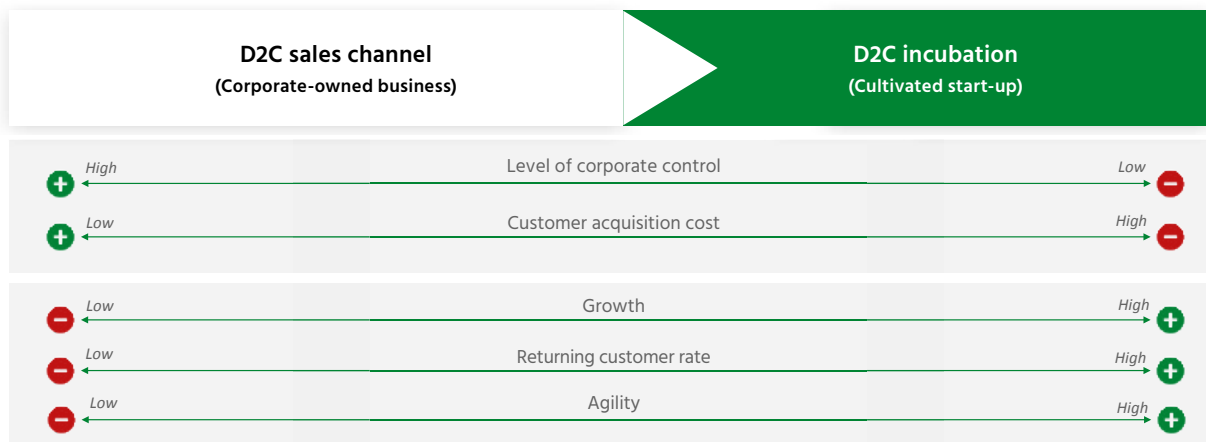 D2C sales channel
(Corporate-owned business)
D2C incubation
(Cultivated start-up)
High
Level of corporate control
Low
Low
Customer acquisition cost
High
Low
Growth
High
Low
Returning customer rate
High
Low
Agility
High